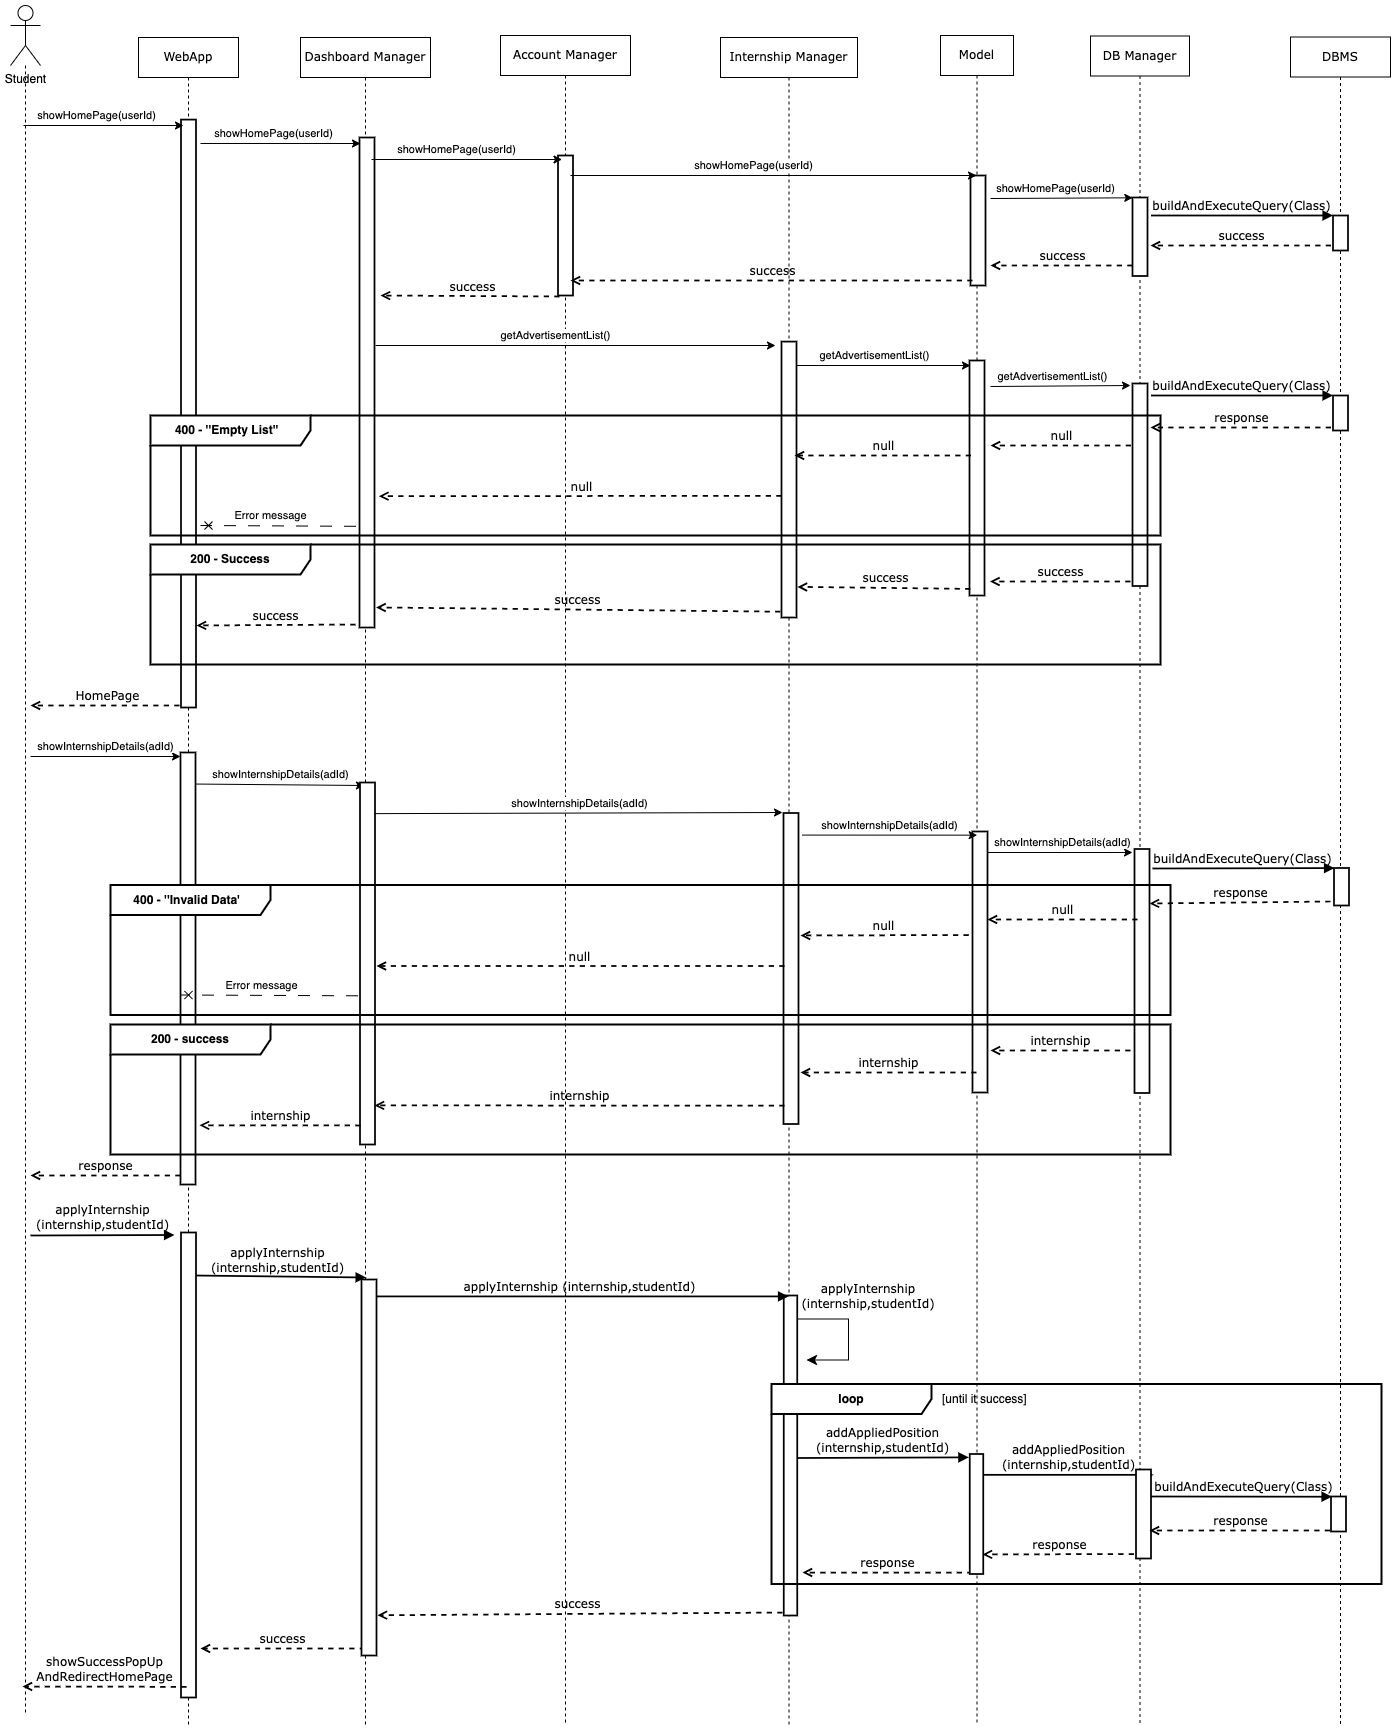 Student
WebApp
Dashboard Manager
Account Manager
Internship Manager
Model
DB Manager
DBMS
showHomePage(userId)
showHomePage(userId)
showHomePage(userId)
showHomePage(userId)
showHomePage(userId)
buildAndExecuteQuery(Class)
success
success
success
success
getAdvertisementList()
getAdvertisementList()
getAdvertisementList()
buildAndExecuteQuery(Class)
response
400 - "Empty List"
null
null
null
Error message
200 - Success
success
success
success
success
HomePage
showInternshipDetails(adId)
showInternshipDetails(adId)
showInternshipDetails(adId)
showInternshipDetails(adId)
showInternshipDetails(adId)
buildAndExecuteQuery(Class)
response
400 - "Invalid Data'
null
null
null
Error message
200 - success
internship
internship
internship
internship
response
applyInternship
(internship,studentId)
applyInternship
(internship,studentId)
applyInternship (internship,studentId)
applyInternship
(internship,studentId)
loop
[until it success]
addAppliedPosition
(internship,studentId)
addAppliedPosition
(internship,studentId)
buildAndExecuteQuery(Class)
response
response
response
success
success
showSuccessPopUp
AndRedirectHomePage